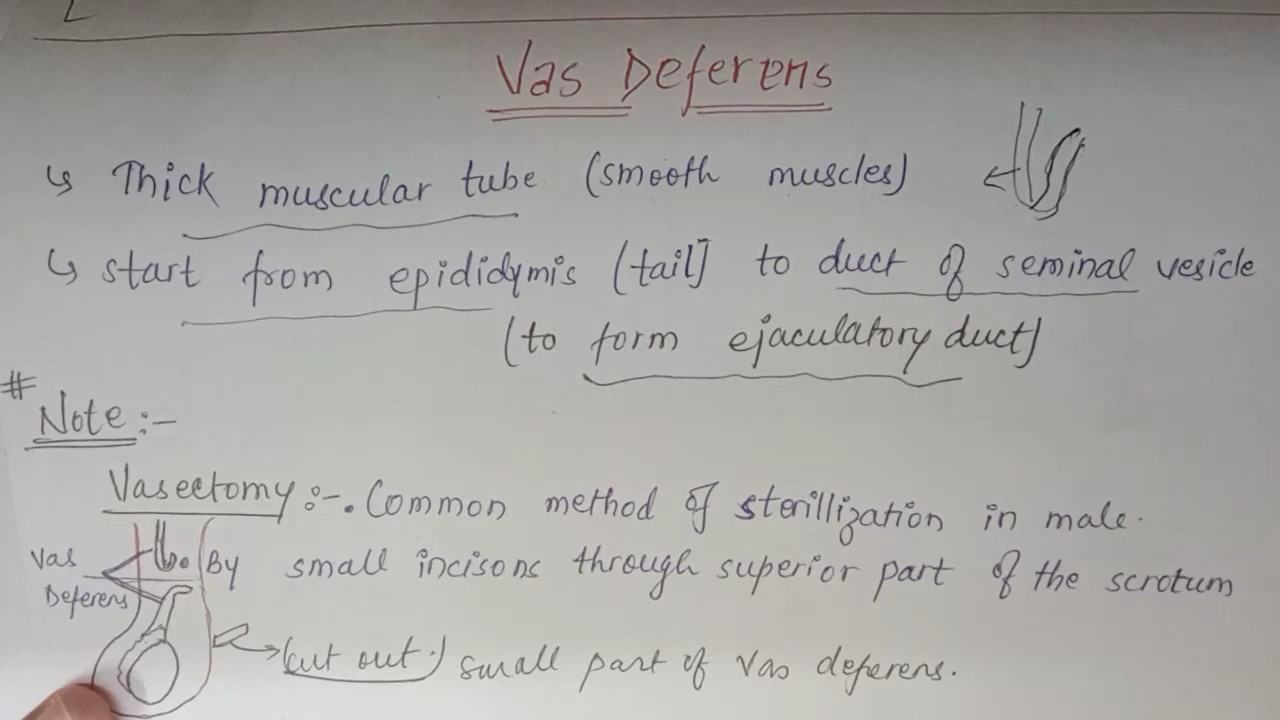 Vas Deferens
↳ Thick muscular tube (smooth muscles)
↳ start from epididymis (tail] to duct of seminal vesicle
(to form ejaculatory duct)
#
Note:-
Vasectomy:-. Common method of sterillization in male.
By small incisons through superior part of the scrotum
Vas
Deferens
(cut out.) small part of vas deferens.